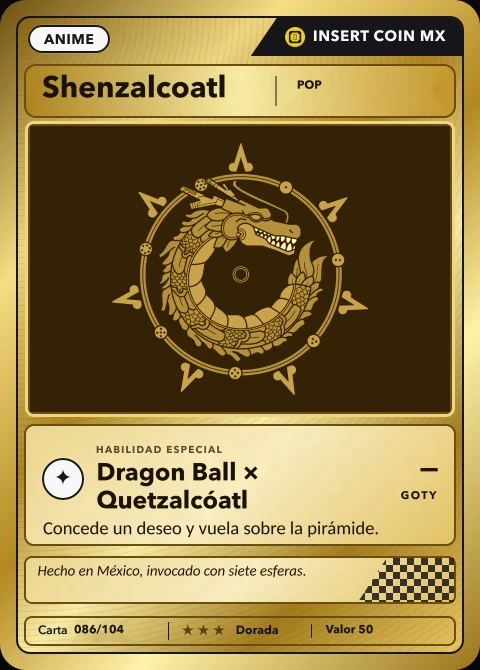 ANIME
INSERT COIN MX
Shenzalcoatl
POP
HABILIDAD ESPECIAL
Dragon Ball ×
Quetzalcóatl
—
GOTY
Concede un deseo y vuela sobre la pirámide.
Hecho en México, invocado con siete esferas.
Carta 086/104
★ ★ ★ Dorada
Valor 50